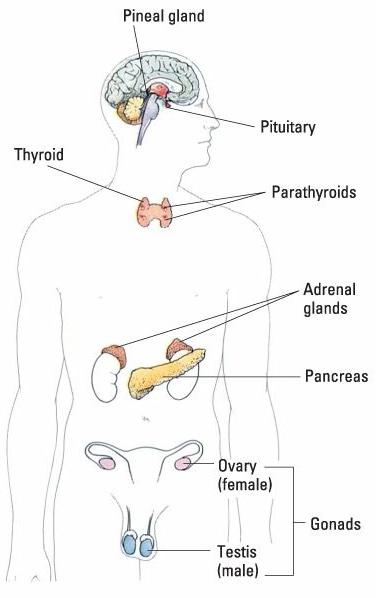 Pineal gland
Pituitary
Thyroid
Parathyroids
Adrenal
glands
Pancreas
Ovary
(female)
Gonads
Testis
(male)